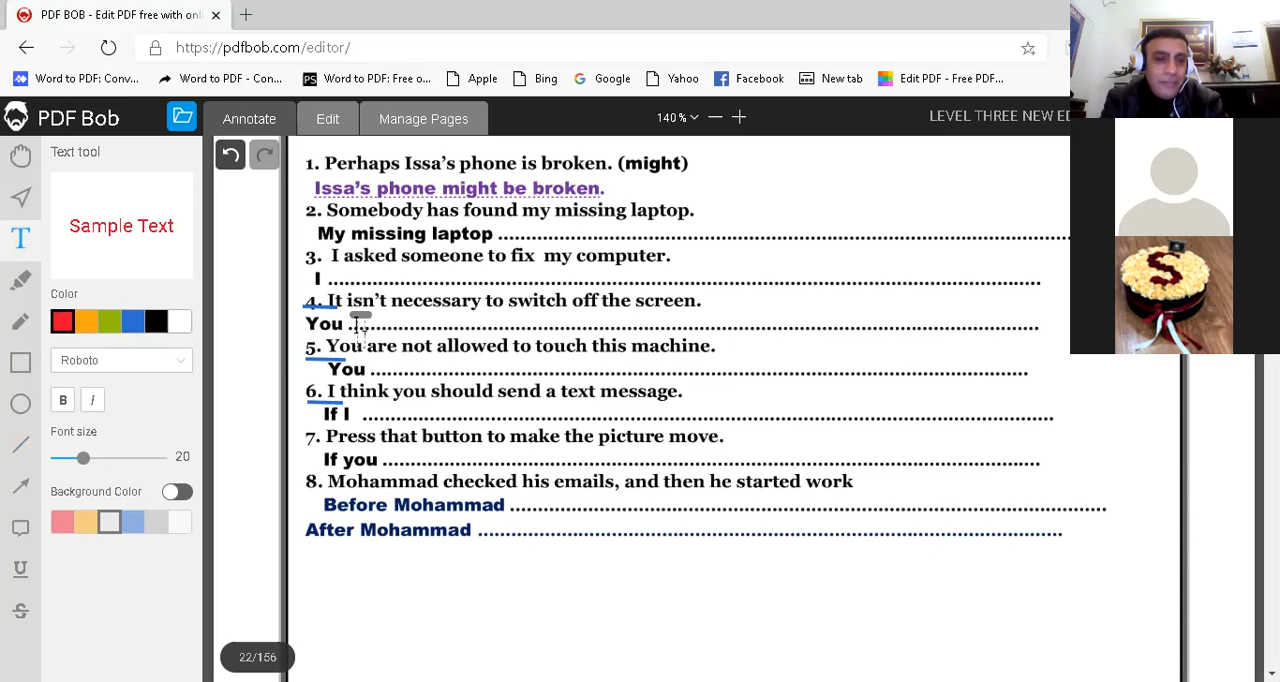 PDF BOB - Edit PDF free with onl
https://pdfbob.com/editor/
Word to PDF: Conv... Word to PDF - Con... PS Word to PDF: Free o... Apple Bing Google Yahoo Facebook New tab Edit PDF - Free PDF...
PDF Bob Annotate Edit Manage Pages 140% LEVEL THREE NEW ED
Text tool
Sample Text
Color
Roboto
B I
Font size
20
Background Color
1. Perhaps Issa's phone is broken. (might)
Issa's phone might be broken.
2. Somebody has found my missing laptop.
My missing laptop ..........................................................................................
3. I asked someone to fix my computer.
I ..........................................................................................
4. It isn't necessary to switch off the screen.
You ..........................................................................................
5. You are not allowed to touch this machine.
You ..........................................................................................
6. I think you should send a text message.
If I ..........................................................................................
7. Press that button to make the picture move.
If you ..........................................................................................
8. Mohammad checked his emails, and then he started work
Before Mohammad ..........................................................................................
After Mohammad ..........................................................................................
22/156
S